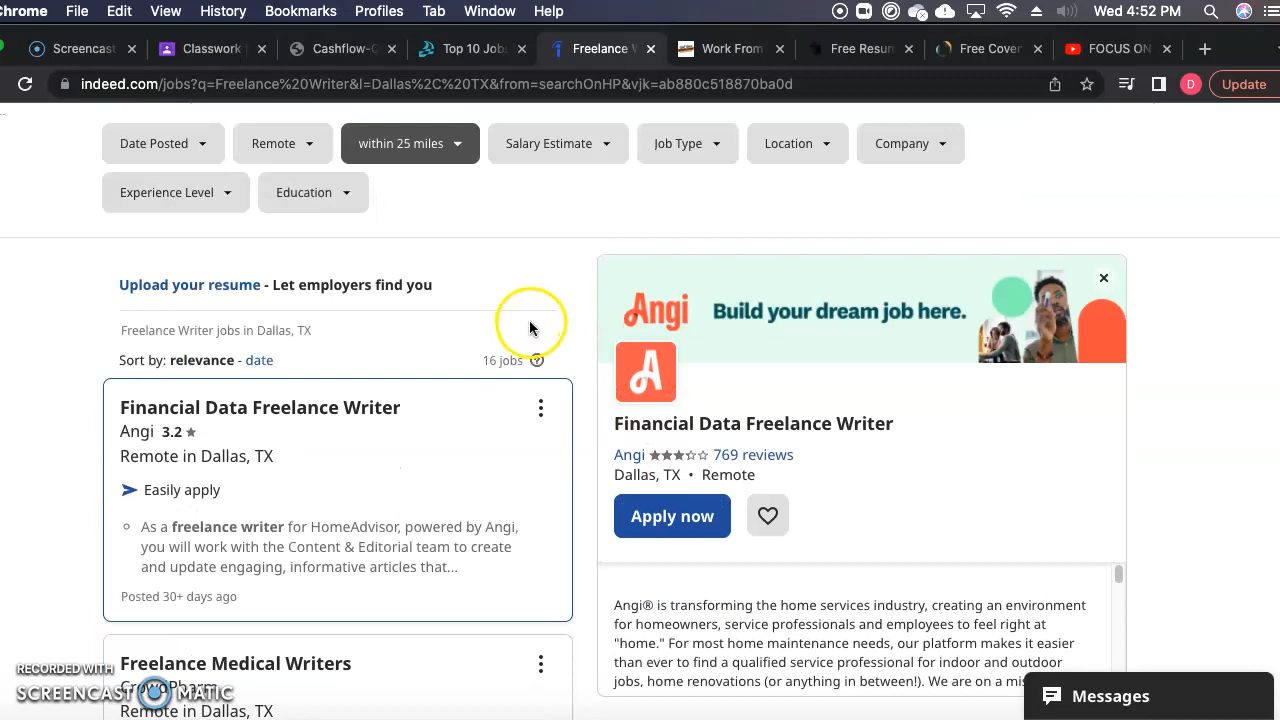 Chrome File Edit View History Bookmarks Profiles Tab Window Help Wed 4:52 PM
Screencast Classwork Cashflow-C Top 10 Job Freelance W Work From Free Resum Free Cover FOCUS ON
indeed.com/jobs?q=Freelance%20Writer&l=Dallas%2C%20TX&from=searchOnHP&vjk=ab880c518870ba0d D Update
Date Posted Remote within 25 miles Salary Estimate Job Type Location Company
Experience Level Education
Upload your resume - Let employers find you
Freelance Writer jobs in Dallas, TX
Sort by: relevance - date 16 jobs
Financial Data Freelance Writer
Angi 3.2
Remote in Dallas, TX
Easily apply
As a freelance writer for HomeAdvisor, powered by Angi,
you will work with the Content & Editorial team to create
and update engaging, informative articles that...
Posted 30+ days ago
Freelance Medical Writers
CrowdPharm
Remote in Dallas, TX
Angi Build your dream job here.
A
Financial Data Freelance Writer
Angi 769 reviews
Dallas, TX • Remote
Apply now
Angi® is transforming the home services industry, creating an environment
for homeowners, service professionals and employees to feel right at
"home." For most home maintenance needs, our platform makes it easier
than ever to find a qualified service professional for indoor and outdoor
jobs, home renovations (or anything in between!). We are on a
Messages
RECORDED WITH
SCREENCAST MATIC